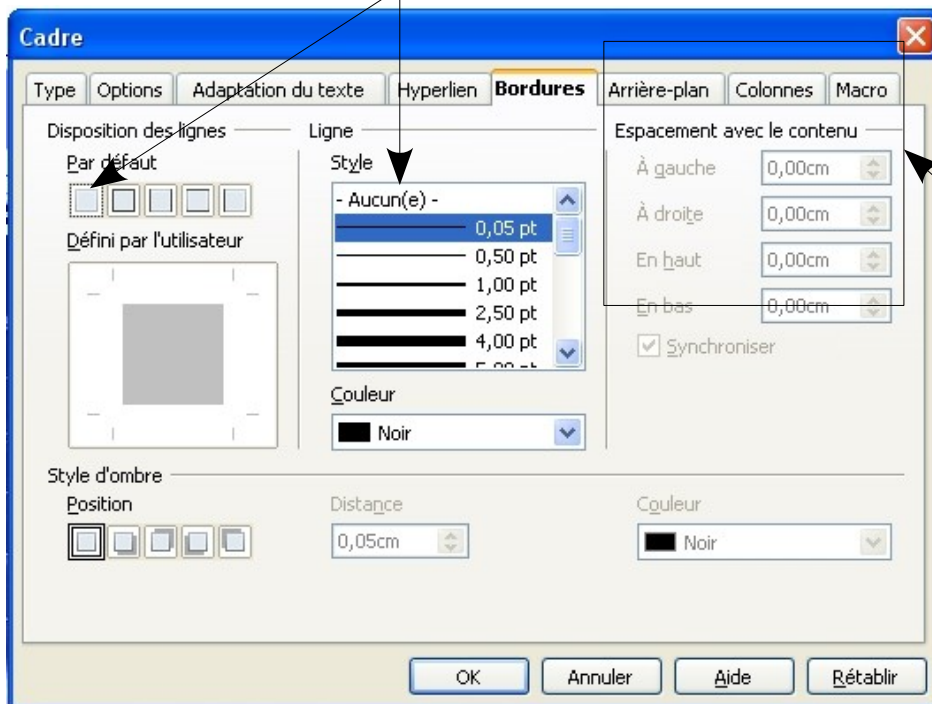 Cadre
Type Options Adaptation du texte Hyperlien Bordures Arrière-plan Colonnes Macro
Disposition des lignes Ligne Espacement avec le contenu
Par défaut Style À gauche 0,00cm
- Aucun(e) -
0,05 pt À droite 0,00cm
Défini par l'utilisateur 0,50 pt En haut 0,00cm
1,00 pt
2,50 pt En bas 0,00cm
4,00 pt Synchroniser
5,00 pt
Couleur
Noir
Style d'ombre
Position Distance Couleur
0,05cm Noir
OK Annuler Aide Rétablir